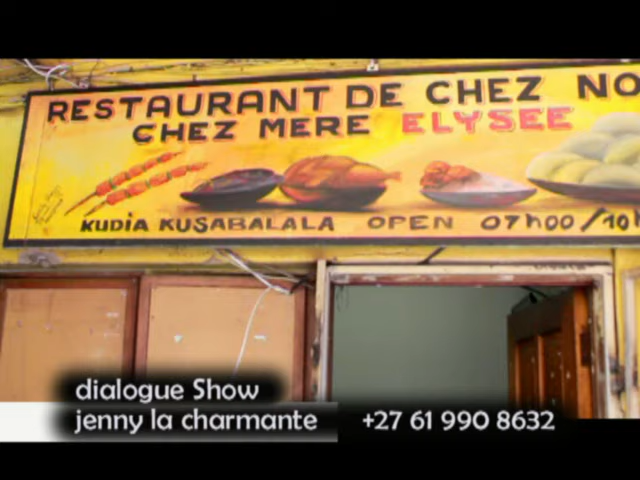 RESTAURANT DE CHEZ NO
CHEZ MERE ELYSEE
KUDIA KUSABALALA OPEN 07h00/10h
dialogue Show
jenny la charmante +27 61 990 8632